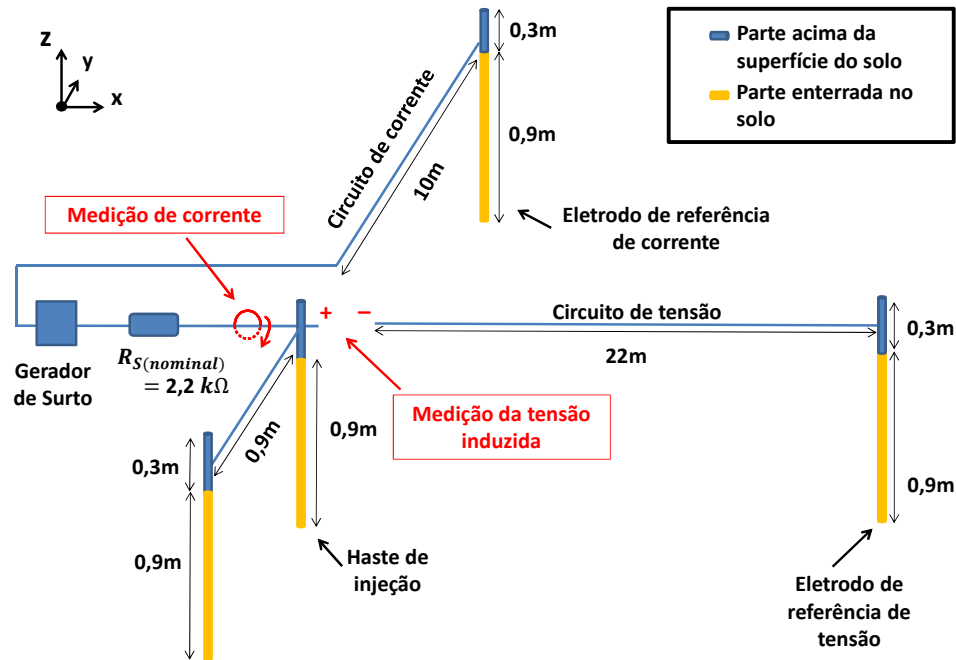 z
y
x
0,3m
0,9m
Circuito de corrente
10m
Parte acima da
superfície do solo
Parte enterrada no
solo
Medição de corrente
Eletrodo de referência
de corrente
+
−
Circuito de tensão
22m
0,3m
Gerador
de Surto
R_S(nominal)
= 2,2 kΩ
0,9m
0,9m
Medição da tensão
induzida
0,3m
0,9m
0,9m
Haste de
injeção
Eletrodo de
referência de
tensão